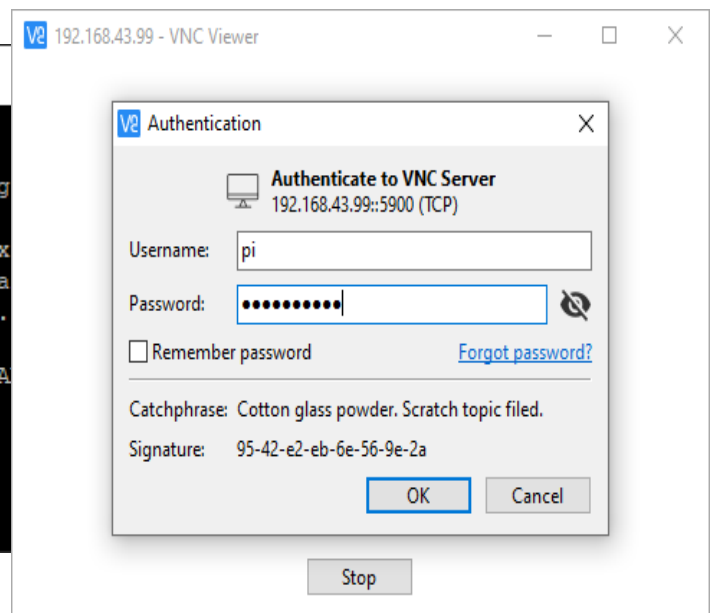 192.168.43.99 - VNC Viewer
Authentication
Authenticate to VNC Server
192.168.43.99::5900 (TCP)
Username: pi
Password: ●●●●●●●●●●
Remember password Forgot password?
Catchphrase: Cotton glass powder. Scratch topic filed.
Signature: 95-42-e2-eb-6e-56-9e-2a
OK Cancel
Stop